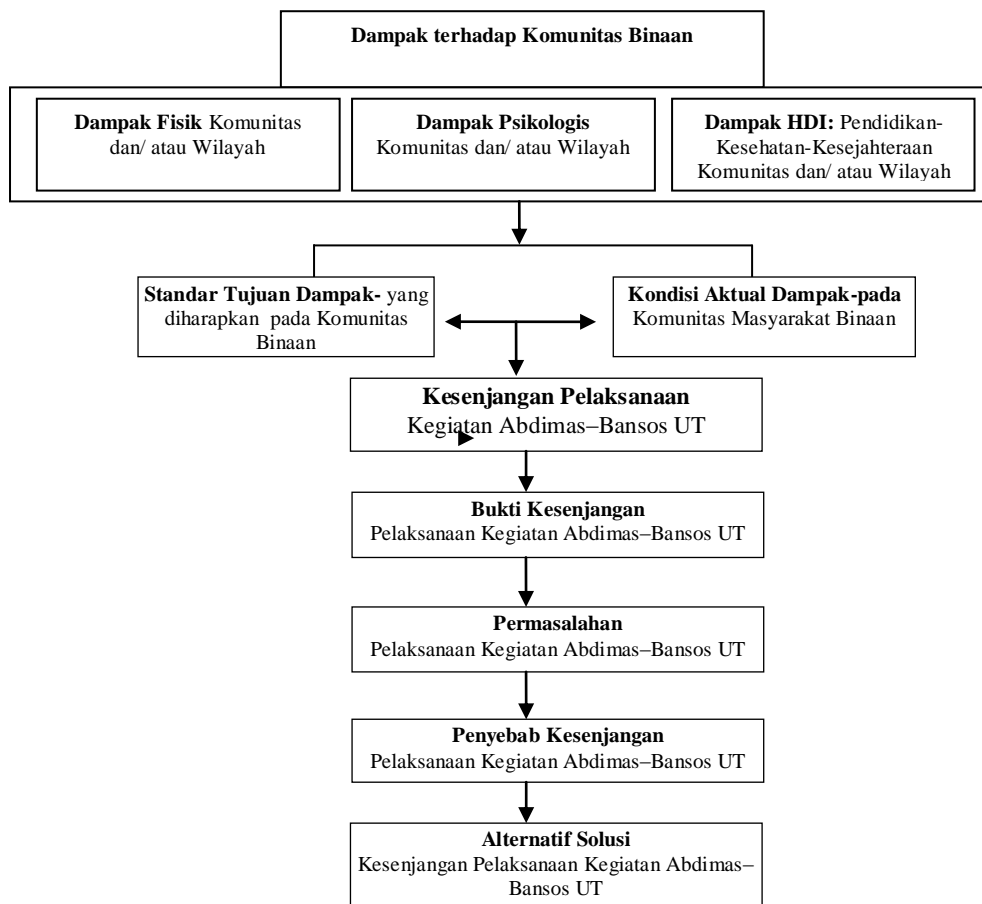 Dampak terhadap Komunitas Binaan
Dampak Fisik Komunitas
dan/ atau Wilayah
Dampak Psikologis
Komunitas dan/ atau Wilayah
Dampak HDI: Pendidikan-
Kesehatan-Kesejahteraan
Komunitas dan/ atau Wilayah
Standar Tujuan Dampak- yang
diharapkan pada Komunitas
Binaan
Kondisi Aktual Dampak-pada
Komunitas Masyarakat Binaan
Kesenjangan Pelaksanaan
Kegiatan Abdimas–Bansos UT
Bukti Kesenjangan
Pelaksanaan Kegiatan Abdimas–Bansos UT
Permasalahan
Pelaksanaan Kegiatan Abdimas–Bansos UT
Penyebab Kesenjangan
Pelaksanaan Kegiatan Abdimas–Bansos UT
Alternatif Solusi
Kesenjangan Pelaksanaan Kegiatan Abdimas–
Bansos UT